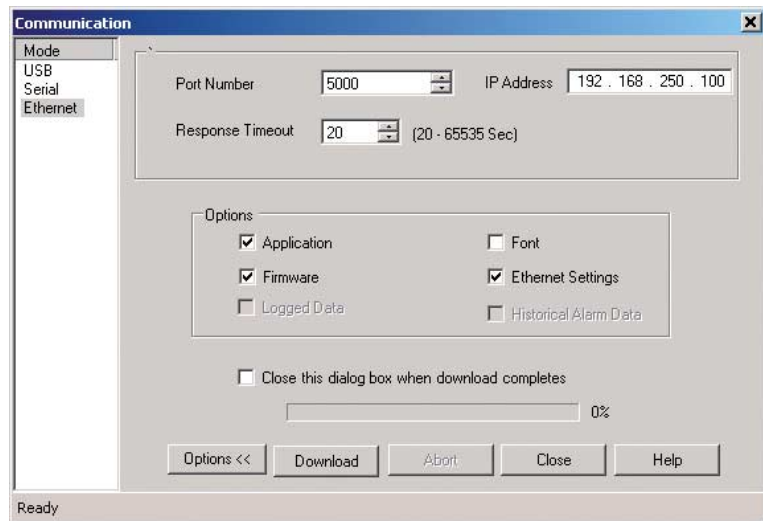 Communication
Mode
USB
Serial
Ethernet
`
Port Number 5000 IP Address 192 . 168 . 250 . 100
Response Timeout 20 (20 - 65535 Sec)
Options
Application Font
Firmware Ethernet Settings
Logged Data Historical Alarm Data
Close this dialog box when download completes
0%
Options << Download Abort Close Help
Ready